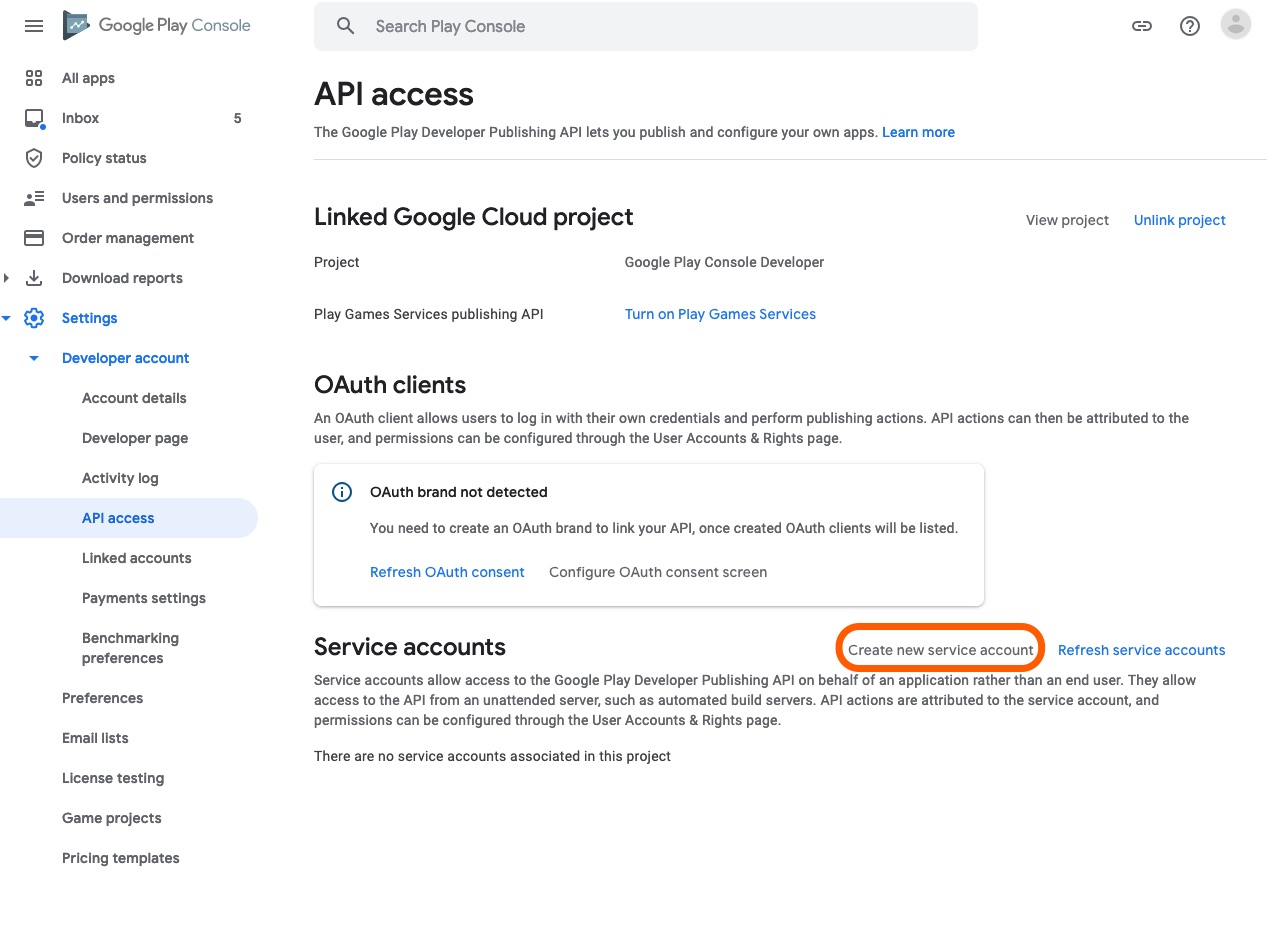 Google Play Console
Search Play Console
All apps
Inbox 5
Policy status
Users and permissions
Order management
Download reports
Settings
Developer account
Account details
Developer page
Activity log
API access
Linked accounts
Payments settings
Benchmarking
preferences
Preferences
Email lists
License testing
Game projects
Pricing templates
API access
The Google Play Developer Publishing API lets you publish and configure your own apps. Learn more
Linked Google Cloud project
View project Unlink project
Project Google Play Console Developer
Play Games Services publishing API Turn on Play Games Services
OAuth clients
An OAuth client allows users to log in with their own credentials and perform publishing actions. API actions can then be attributed to the
user, and permissions can be configured through the User Accounts & Rights page.
OAuth brand not detected
You need to create an OAuth brand to link your API, once created OAuth clients will be listed.
Refresh OAuth consent Configure OAuth consent screen
Service accounts
Create new service account Refresh service accounts
Service accounts allow access to the Google Play Developer Publishing API on behalf of an application rather than an end user. They allow
access to the API from an unattended server, such as automated build servers. API actions are attributed to the service account, and
permissions can be configured through the User Accounts & Rights page.
There are no service accounts associated in this project